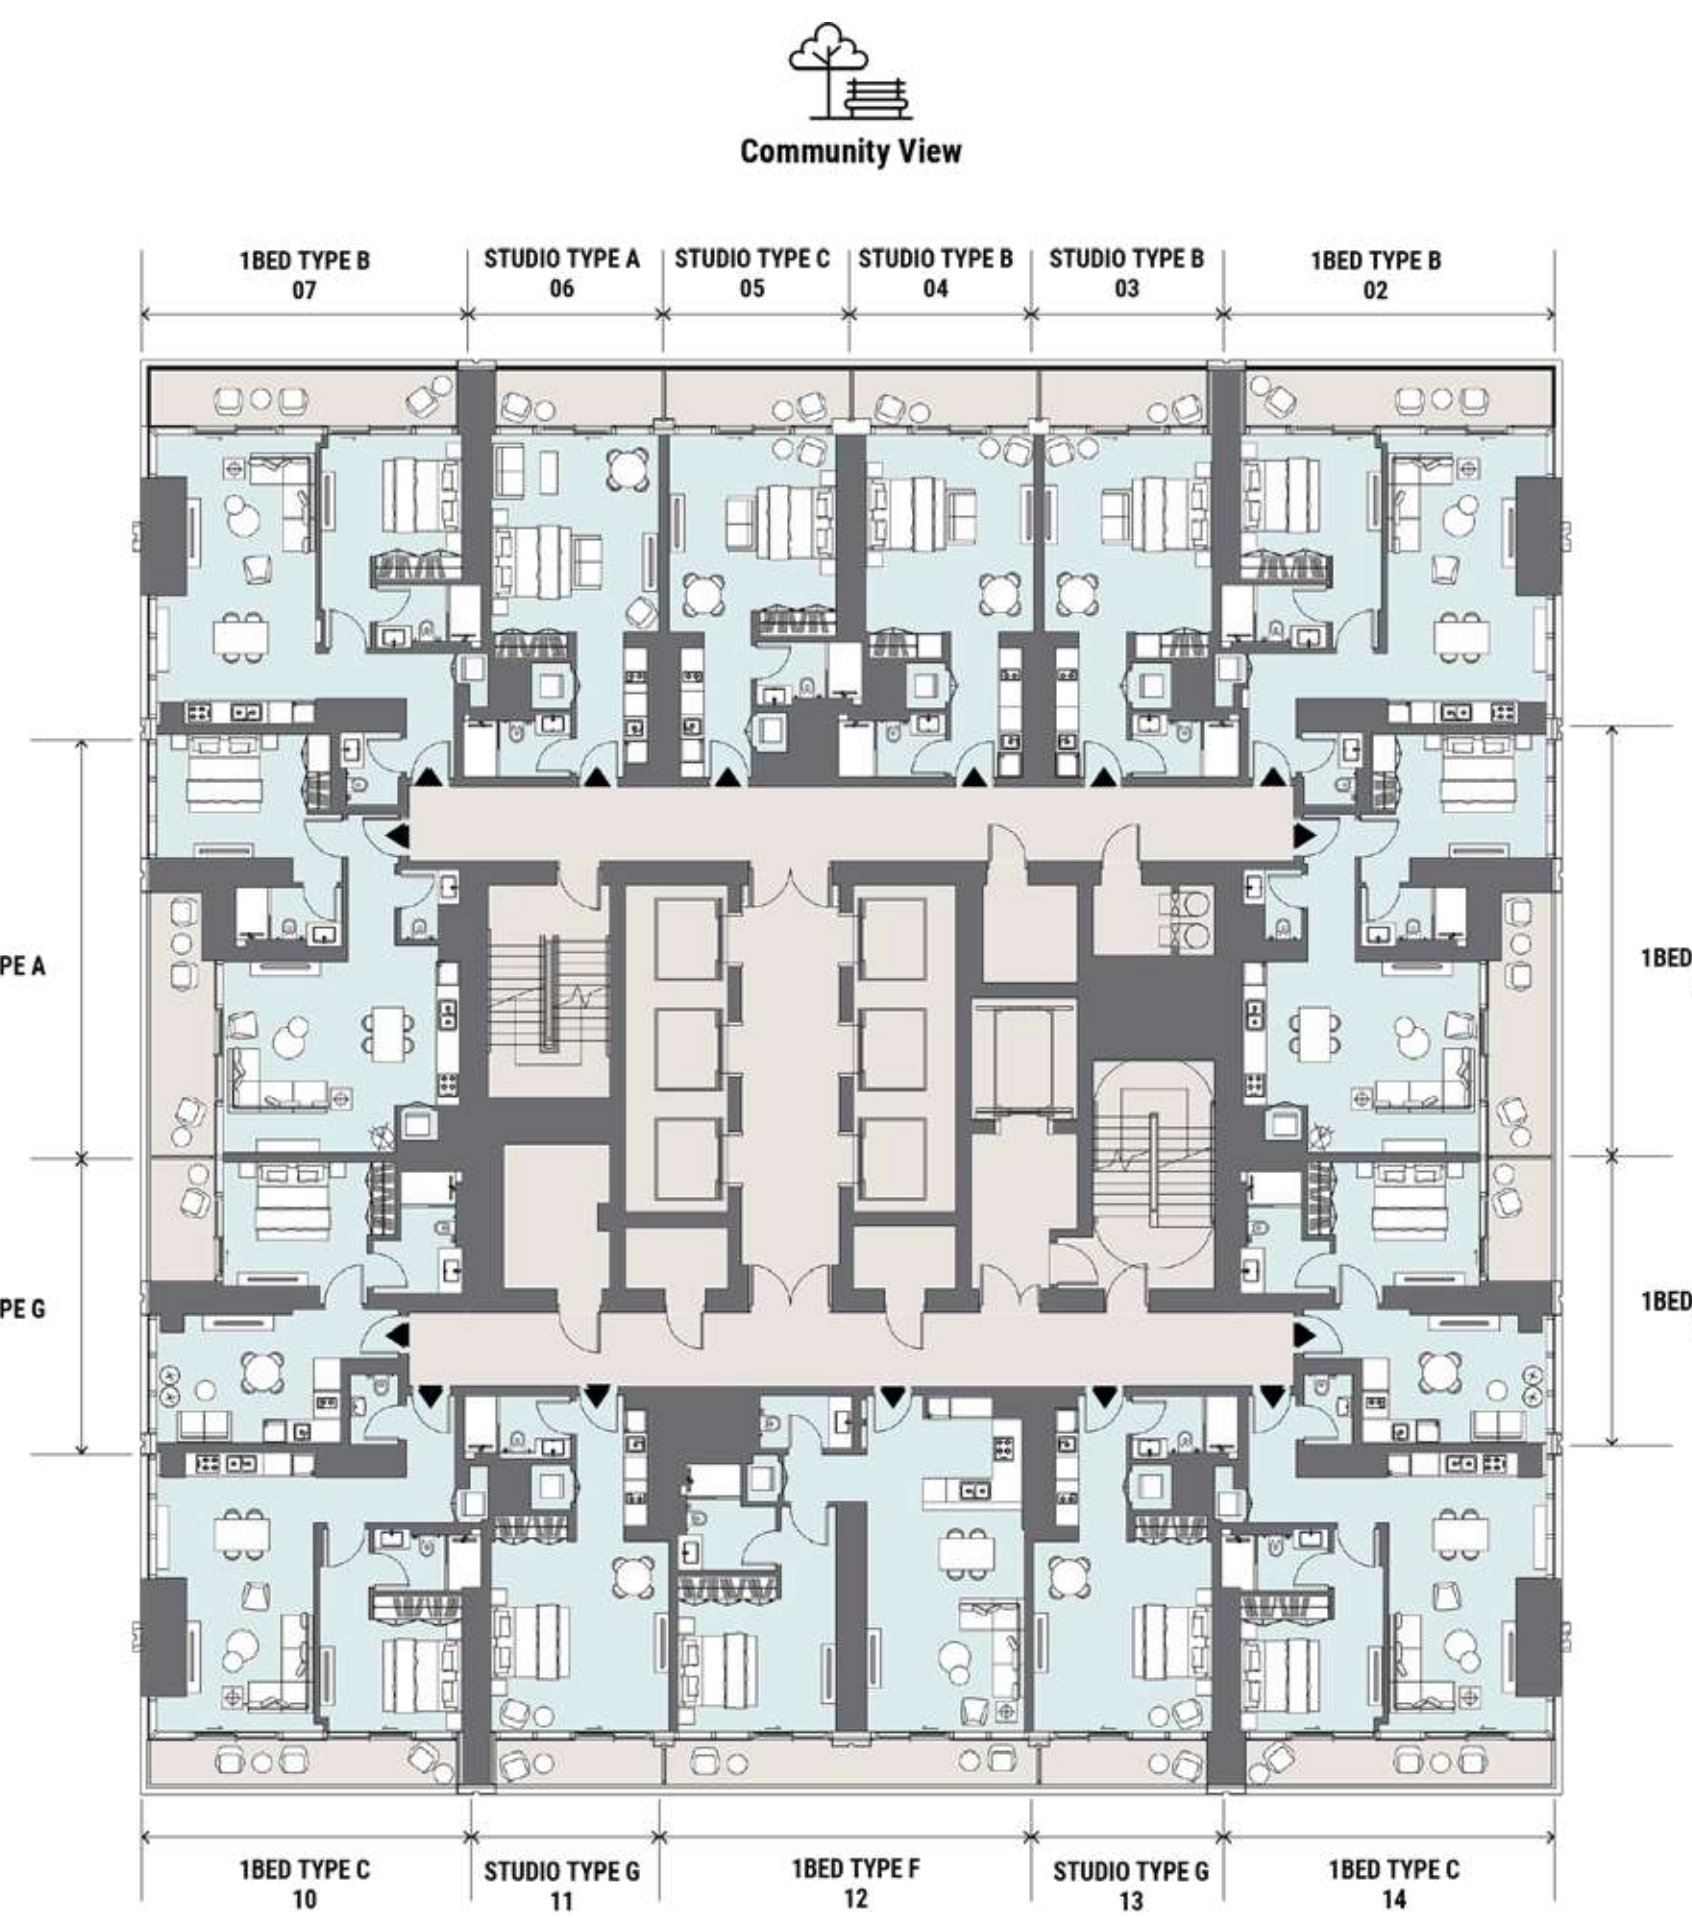 Community View
1BED TYPE B
07
STUDIO TYPE A
06
STUDIO TYPE C
05
STUDIO TYPE B
04
STUDIO TYPE B
03
1BED TYPE B
02
PE A
1BED
PE G
1BED
1BED TYPE C
10
STUDIO TYPE G
11
1BED TYPE F
12
STUDIO TYPE G
13
1BED TYPE C
14